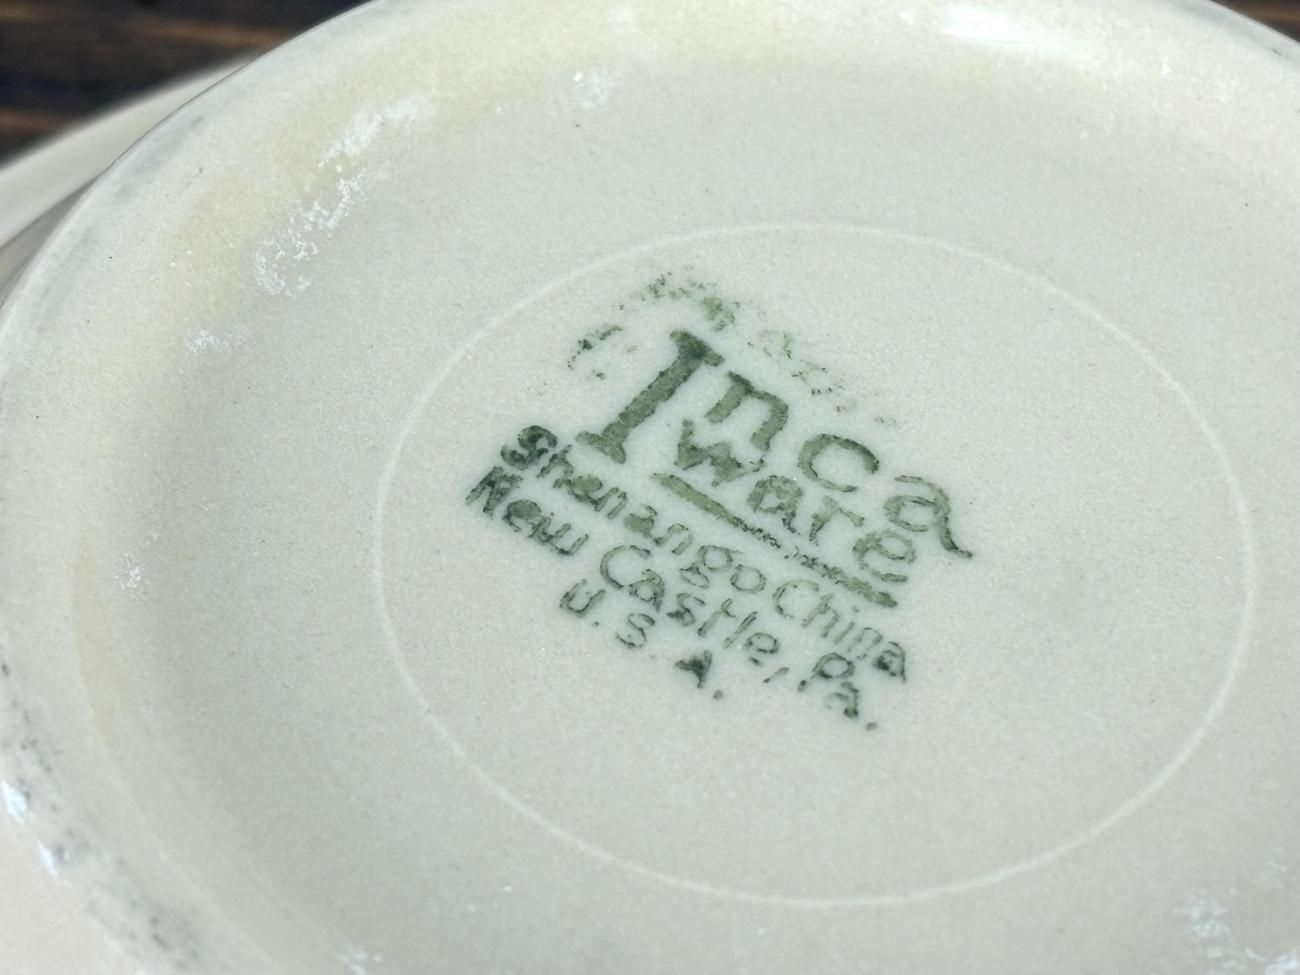 Inca
ware
Shenango China
New Castle, Pa.
U.S.A.